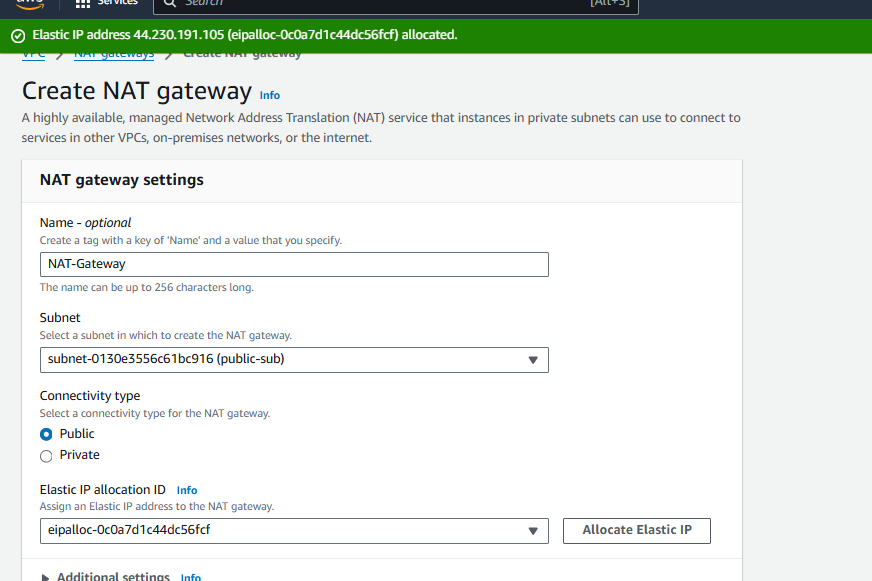 aws
Services
Search
[Alt+S]
Elastic IP address 44.230.191.105 (eipalloc-0c0a7d1c44dc56fcf) allocated.
VPC > NAT gateways > Create NAT gateway
Create NAT gateway Info
A highly available, managed Network Address Translation (NAT) service that instances in private subnets can use to connect to
services in other VPCs, on-premises networks, or the internet.
NAT gateway settings
Name - optional
Create a tag with a key of 'Name' and a value that you specify.
NAT-Gateway
The name can be up to 256 characters long.
Subnet
Select a subnet in which to create the NAT gateway.
subnet-0130e3556c61bc916 (public-sub)
Connectivity type
Select a connectivity type for the NAT gateway.
Public
Private
Elastic IP allocation ID Info
Assign an Elastic IP address to the NAT gateway.
eipalloc-0c0a7d1c44dc56fcf
Allocate Elastic IP
Additional settings Info